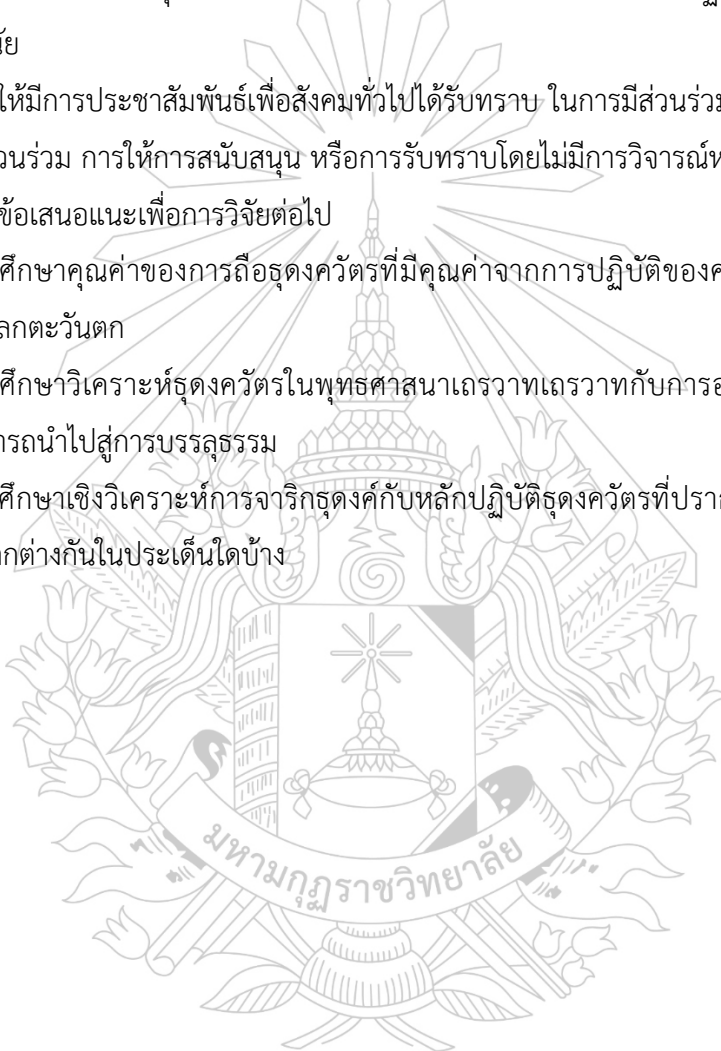 นัย
ให้มีการประชาสัมพันธ์เพื่อสังคมทั่วไปได้รับทราบ ในการมีส่วนร่วม
วนร่วม การให้การสนับสนุน หรือการรับทราบโดยไม่มีการวิจารณ์ห
ข้อเสนอแนะเพื่อการวิจัยต่อไป
ศึกษาคุณค่าของการถือธุดงควัตรที่มีคุณค่าจากการปฏิบัติของค
ลกตะวันตก
ศึกษาวิเคราะห์ธุดงควัตรในพุทธศาสนาเถรวาทเถรวาทกับการอ
ารถนำไปสู่การบรรลุธรรม
ศึกษาเชิงวิเคราะห์การจาริกธุดงค์กับหลักปฏิบัติธุดงควัตรที่ปราก
กต่างกันในประเด็นใดบ้าง
มหามกุฏราชวิทยาลัย